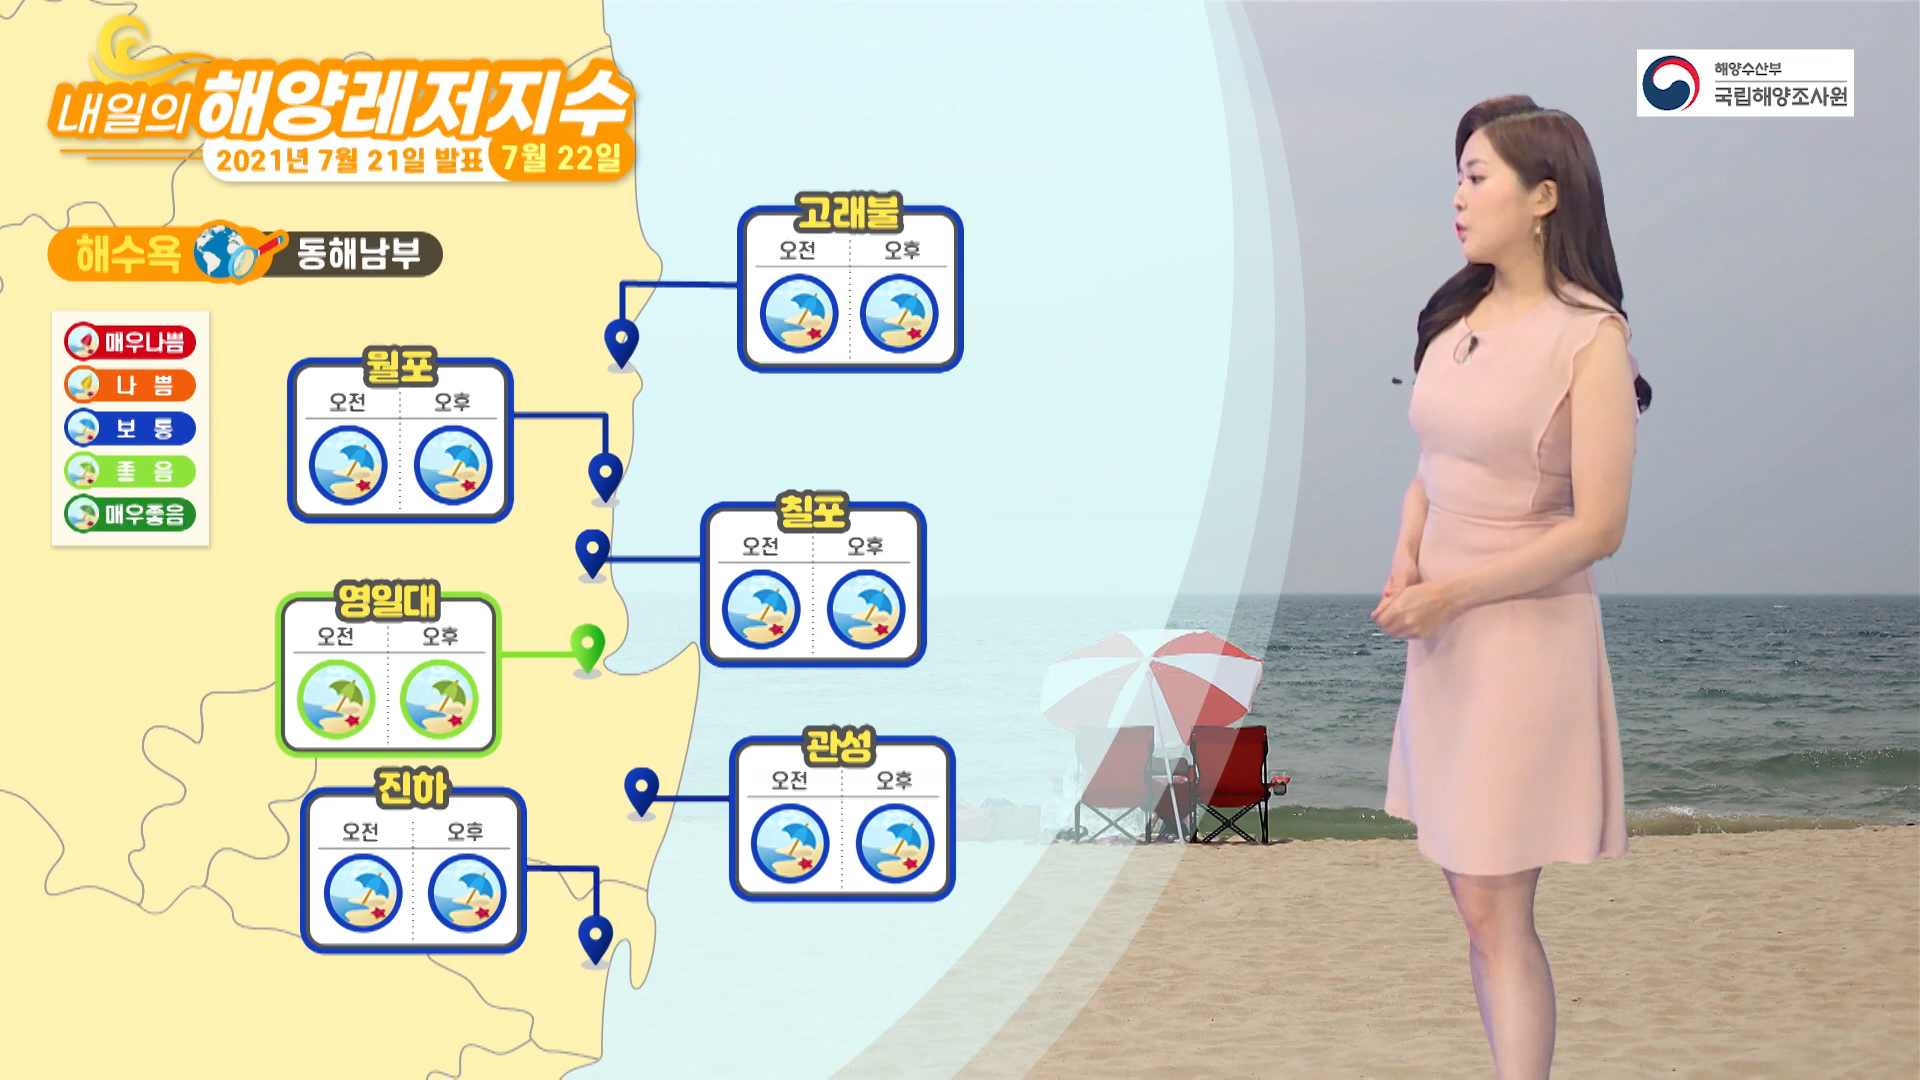 내일의 해양레저지수
2021년 7월 21일 발표 7월 22일
해양수산부
국립해양조사원
해수욕 동해남부
매우나쁨
나쁨
보통
좋음
매우좋음
고래불
오전 오후
월포
오전 오후
칠포
오전 오후
영일대
오전 오후
관성
오전 오후
진하
오전 오후